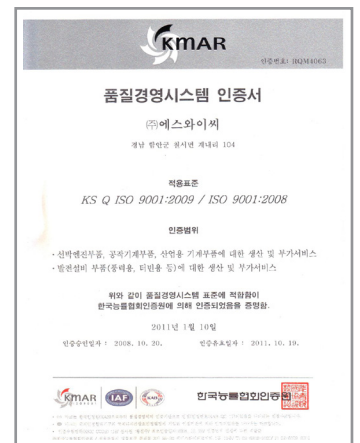 KMAR
인증번호: RQM4063
품질경영시스템 인증서
㈜에스와이씨
경남 함안군 칠서면 계내리 104
적용표준
KS Q ISO 9001:2009 / ISO 9001:2008
인증범위
· 선박엔진부품, 공작기계부품, 산업용 기계부품에 대한 생산 및 부가서비스
· 발전설비 부품(풍력용, 터빈용 등)에 대한 생산 및 부가서비스
위와 같이 품질경영시스템 표준에 적합함이
한국능률협회인증원에 의해 인증되었음을 증명함.
2011년 1월 10일
인증승인일자 : 2008. 10. 20. 인증유효일자 : 2011. 10. 19.
KMAR IAF 한국능률협회인증원